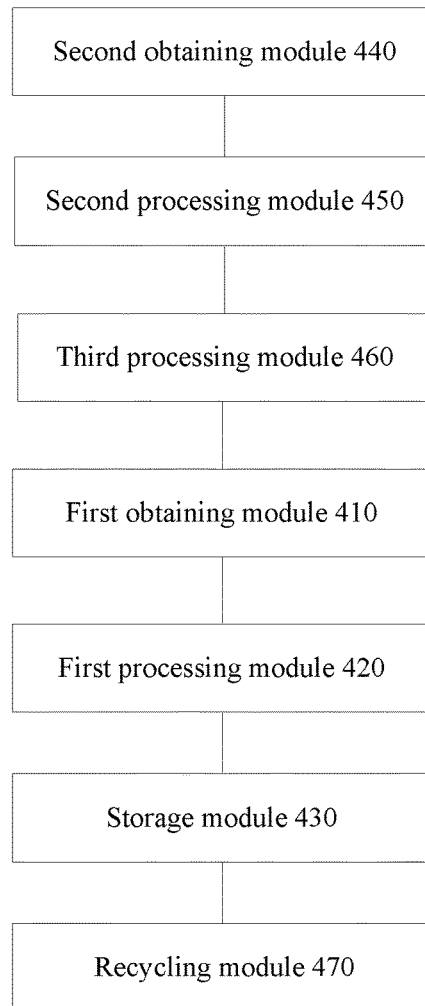 Second obtaining module 440
Second processing module 450
Third processing module 460
First obtaining module 410
First processing module 420
Storage module 430
Recycling module 470